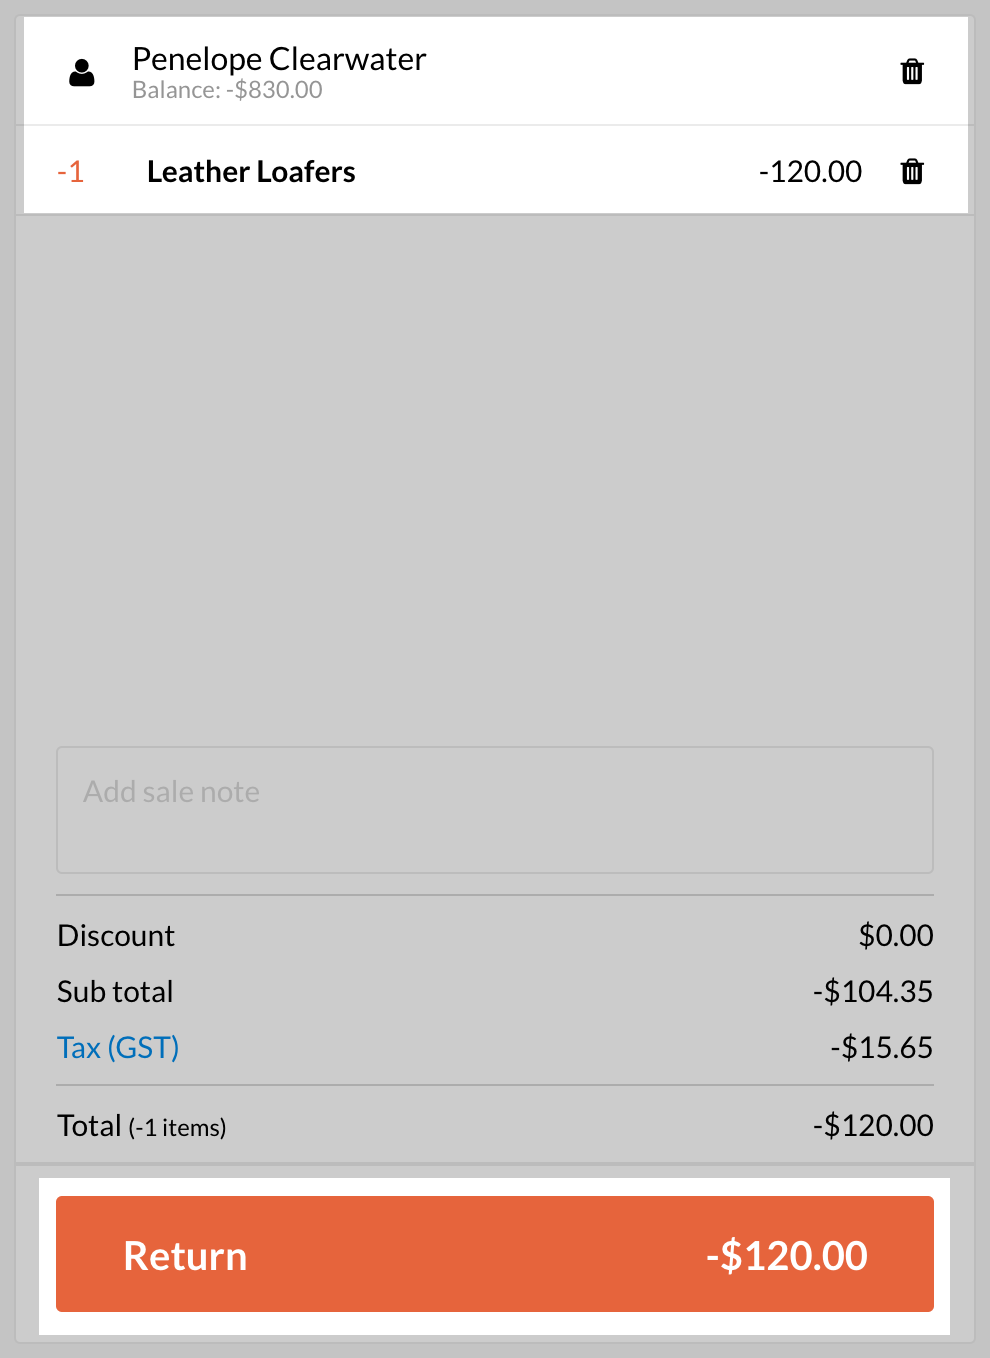 Penelope Clearwater
Balance: -$830.00
-1 Leather Loafers -120.00
Add sale note
Discount $0.00
Sub total -$104.35
Tax (GST) -$15.65
Total (-1 items) -$120.00
Return -$120.00